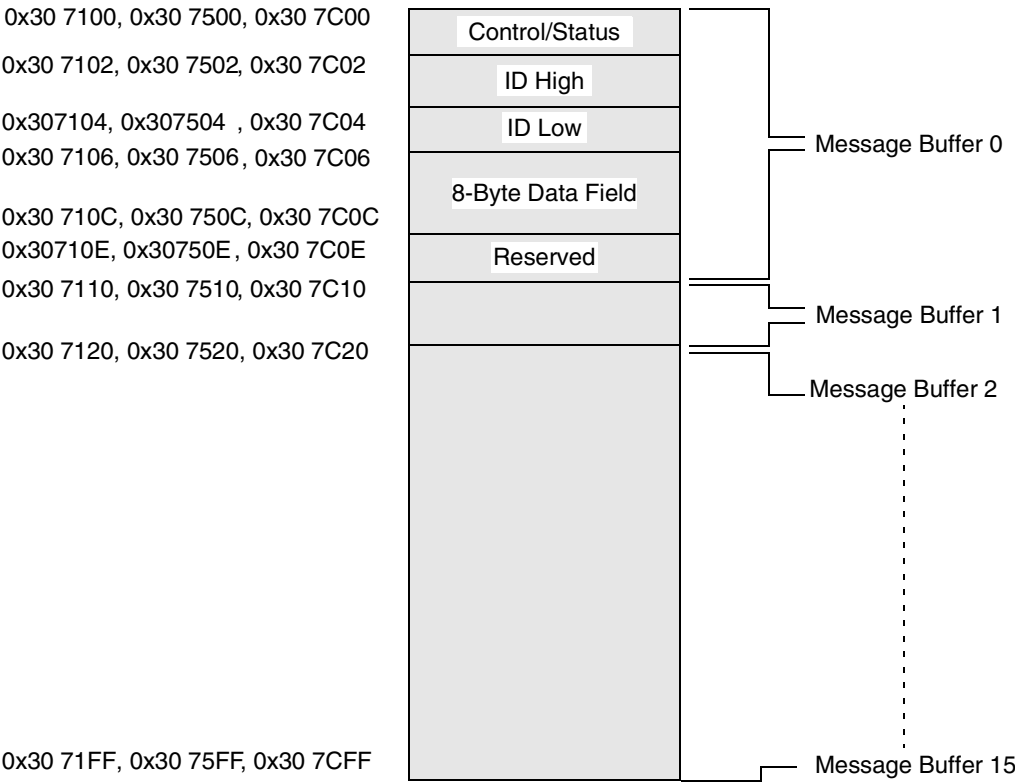 0x30 7100, 0x30 7500, 0x30 7C00
Control/Status
0x30 7102, 0x30 7502, 0x30 7C02
ID High
0x307104, 0x307504 , 0x30 7C04
ID Low
Message Buffer 0
0x30 7106, 0x30 7506, 0x30 7C06
8-Byte Data Field
0x30 710C, 0x30 750C, 0x30 7C0C
0x30710E, 0x30750E, 0x30 7C0E
Reserved
0x30 7110, 0x30 7510, 0x30 7C10
Message Buffer 1
0x30 7120, 0x30 7520, 0x30 7C20
Message Buffer 2
0x30 71FF, 0x30 75FF, 0x30 7CFF
Message Buffer 15